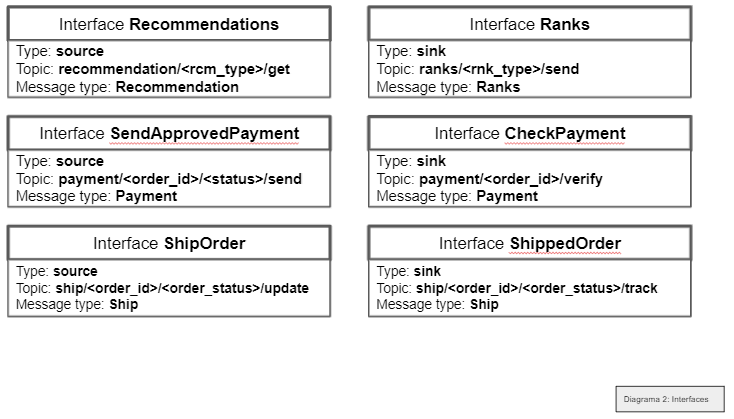 Interface Recommendations
Type: source
Topic: recommendation/<rcm_type>/get
Message type: Recommendation
Interface Ranks
Type: sink
Topic: ranks/<rnk_type>/send
Message type: Ranks
Interface SendApprovedPayment
Type: source
Topic: payment/<order_id>/<status>/send
Message type: Payment
Interface CheckPayment
Type: sink
Topic: payment/<order_id>/verify
Message type: Payment
Interface ShipOrder
Type: source
Topic: ship/<order_id>/<order_status>/update
Message type: Ship
Interface ShippedOrder
Type: sink
Topic: ship/<order_id>/<order_status>/track
Message type: Ship
Diagrama 2: Interfaces